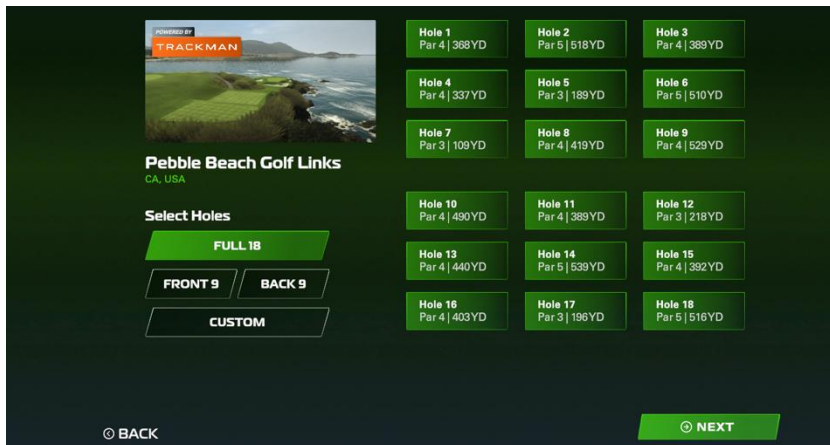 POWERED BY
TRACKMAN
Pebble Beach Golf Links
CA, USA
Select Holes
FULL 18
FRONT 9
BACK 9
CUSTOM
Hole 1
Par 4 | 368YD
Hole 2
Par 5 | 518YD
Hole 3
Par 4 | 389YD
Hole 4
Par 4 | 337YD
Hole 5
Par 3 | 189YD
Hole 6
Par 5 | 510YD
Hole 7
Par 3 | 109YD
Hole 8
Par 4 | 419YD
Hole 9
Par 4 | 529YD
Hole 10
Par 4 | 490YD
Hole 11
Par 4 | 389YD
Hole 12
Par 3 | 218YD
Hole 13
Par 4 | 440YD
Hole 14
Par 5 | 539YD
Hole 15
Par 4 | 392YD
Hole 16
Par 4 | 403YD
Hole 17
Par 3 | 196YD
Hole 18
Par 5 | 516YD
BACK
NEXT